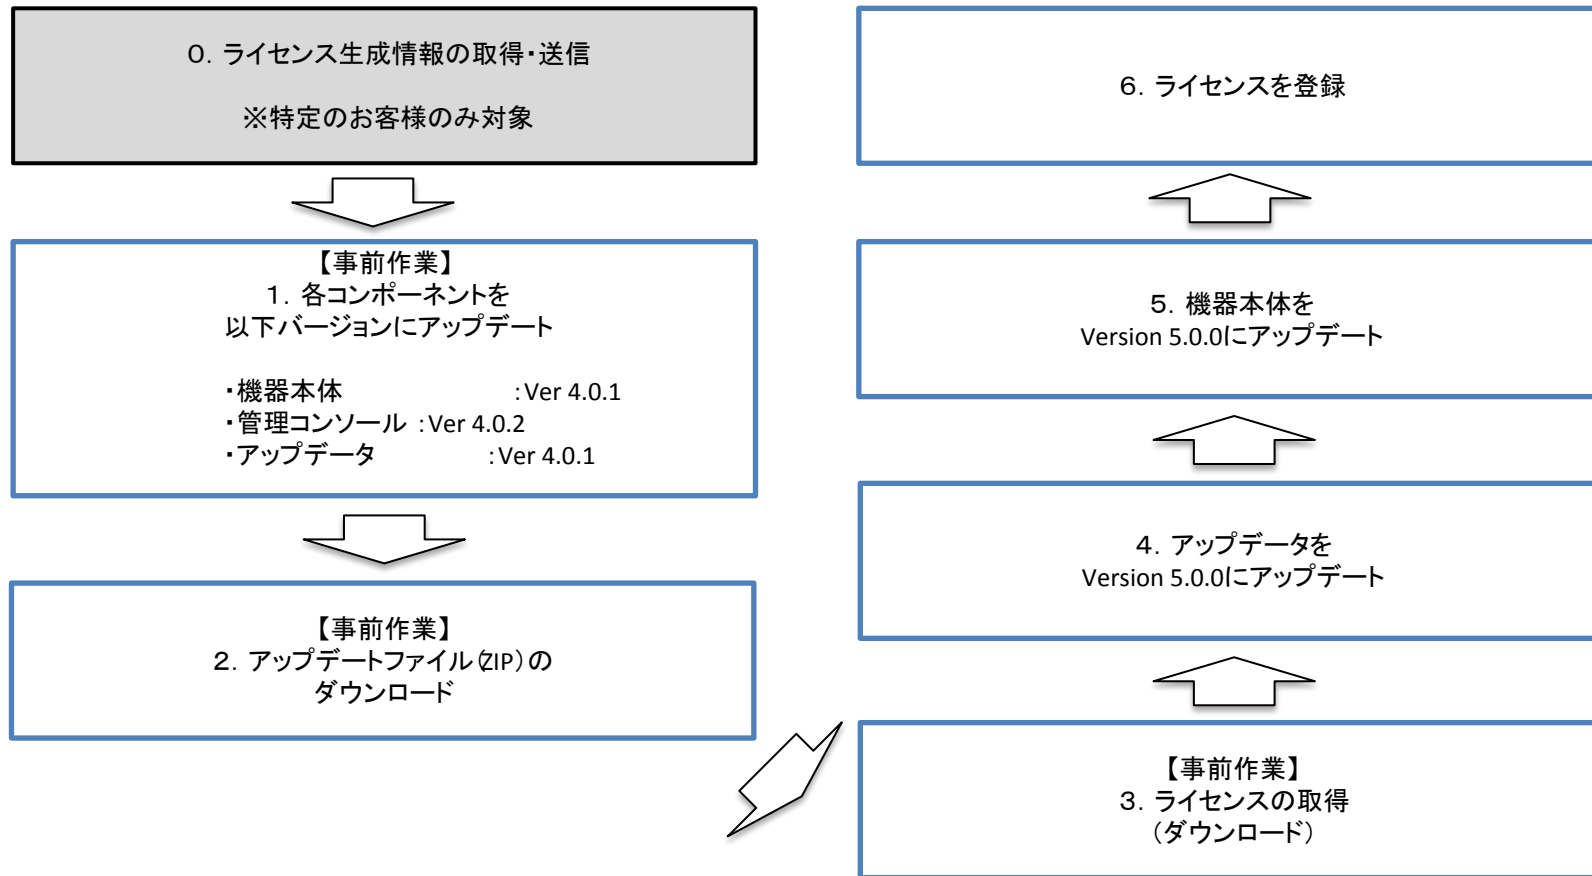 ０．ライセンス生成情報の取得・送信
※特定のお客様のみ対象
【事前作業】
１．各コンポーネントを
以下バージョンにアップデート
・機器本体　：Ver 4.0.1
・管理コンソール ：Ver 4.0.2
・アップデータ　：Ver 4.0.1
【事前作業】
２．アップデートファイル（ZIP）の
ダウンロード
【事前作業】
３．ライセンスの取得
（ダウンロード）
４．アップデータを
Version 5.0.0にアップデート
５．機器本体を
Version 5.0.0にアップデート
６．ライセンスを登録